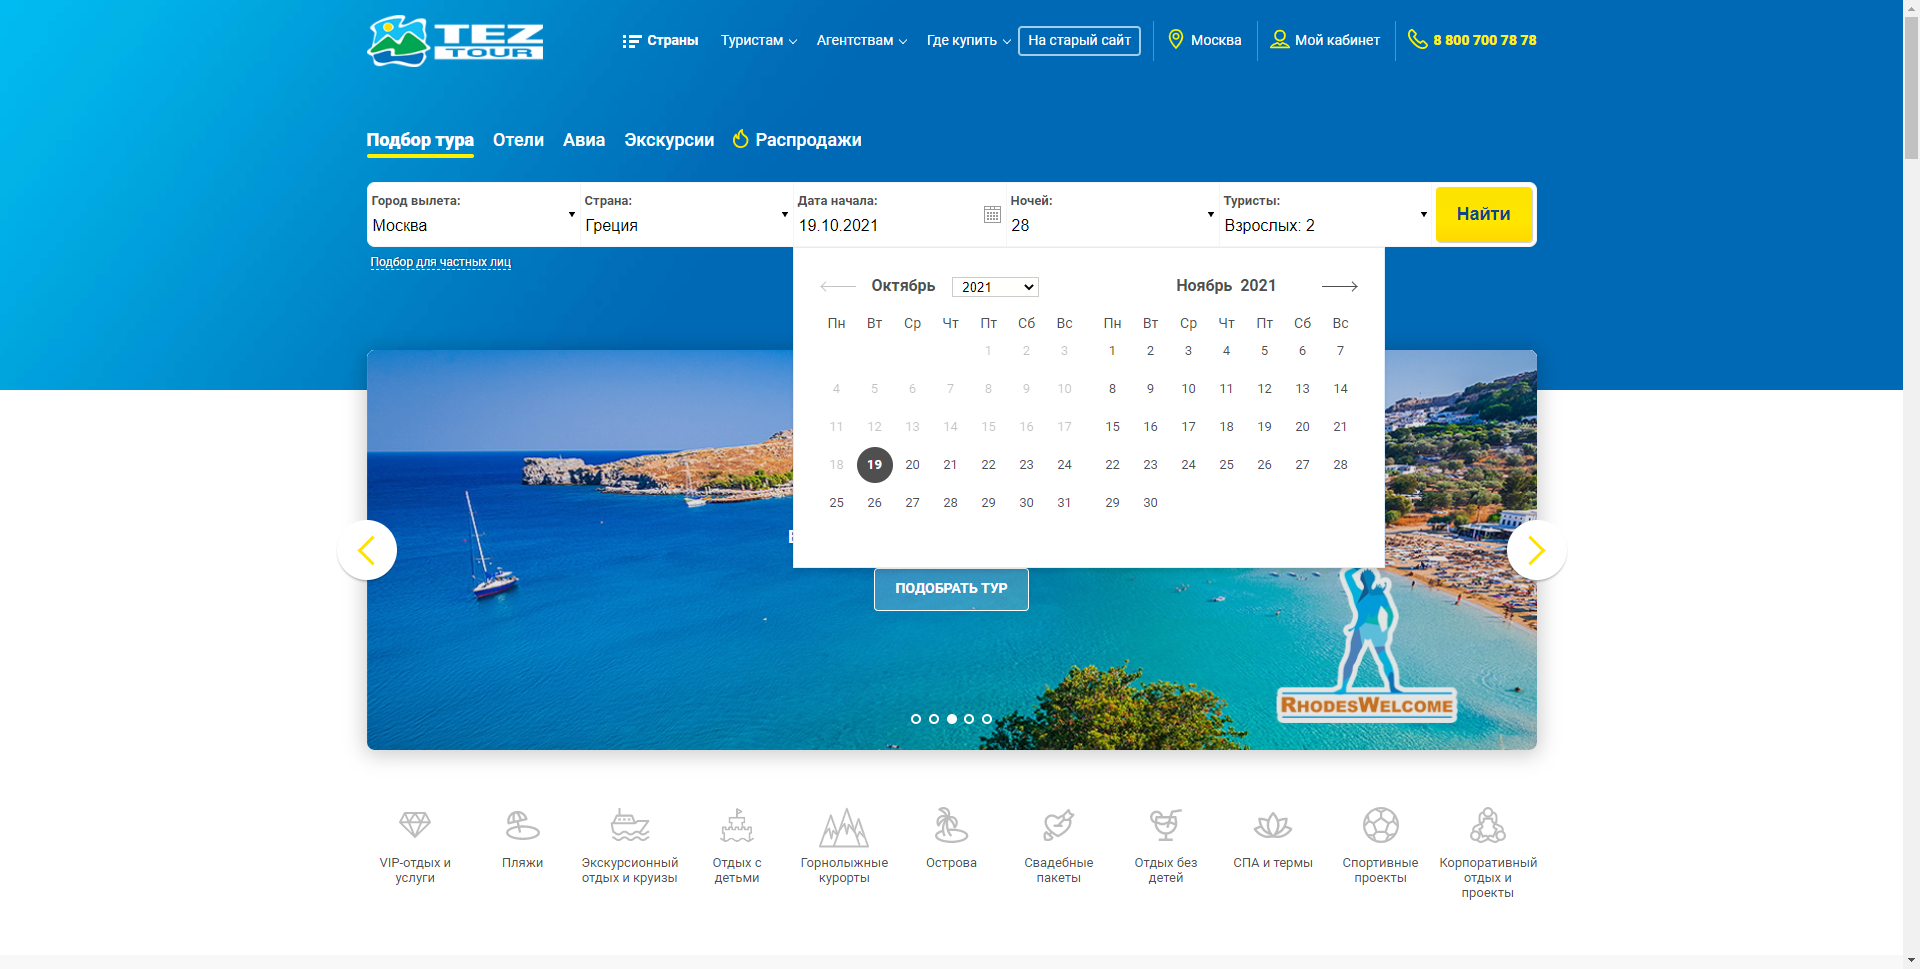 TEZ TOUR
Страны
Туристам
Агентствам
Где купить
На старый сайт
Москва
Мой кабинет
8 800 700 78 78
Подбор тура
Отели
Авиа
Экскурсии
Распродажи
Город вылета:
Москва
Страна:
Греция
Дата начала:
19.10.2021
Ночей:
28
Туристы:
Взрослых: 2
Найти
Подбор для частных лиц
Октябрь 2021
Пн Вт Ср Чт Пт Сб Вс
1 2 3
4 5 6 7 8 9 10
11 12 13 14 15 16 17
18 19 20 21 22 23 24
25 26 27 28 29 30 31
Ноябрь 2021
Пн Вт Ср Чт Пт Сб Вс
1 2 3 4 5 6 7
8 9 10 11 12 13 14
15 16 17 18 19 20 21
22 23 24 25 26 27 28
29 30
ПОДОБРАТЬ ТУР
RHODESWELCOME
VIP-отдых и
услуги
Пляжи
Экскурсионный
отдых и круизы
Отдых с
детьми
Горнолыжные
курорты
Острова
Свадебные
пакеты
Отдых без
детей
СПА и термы
Спортивные
проекты
Корпоративный
отдых и
проекты